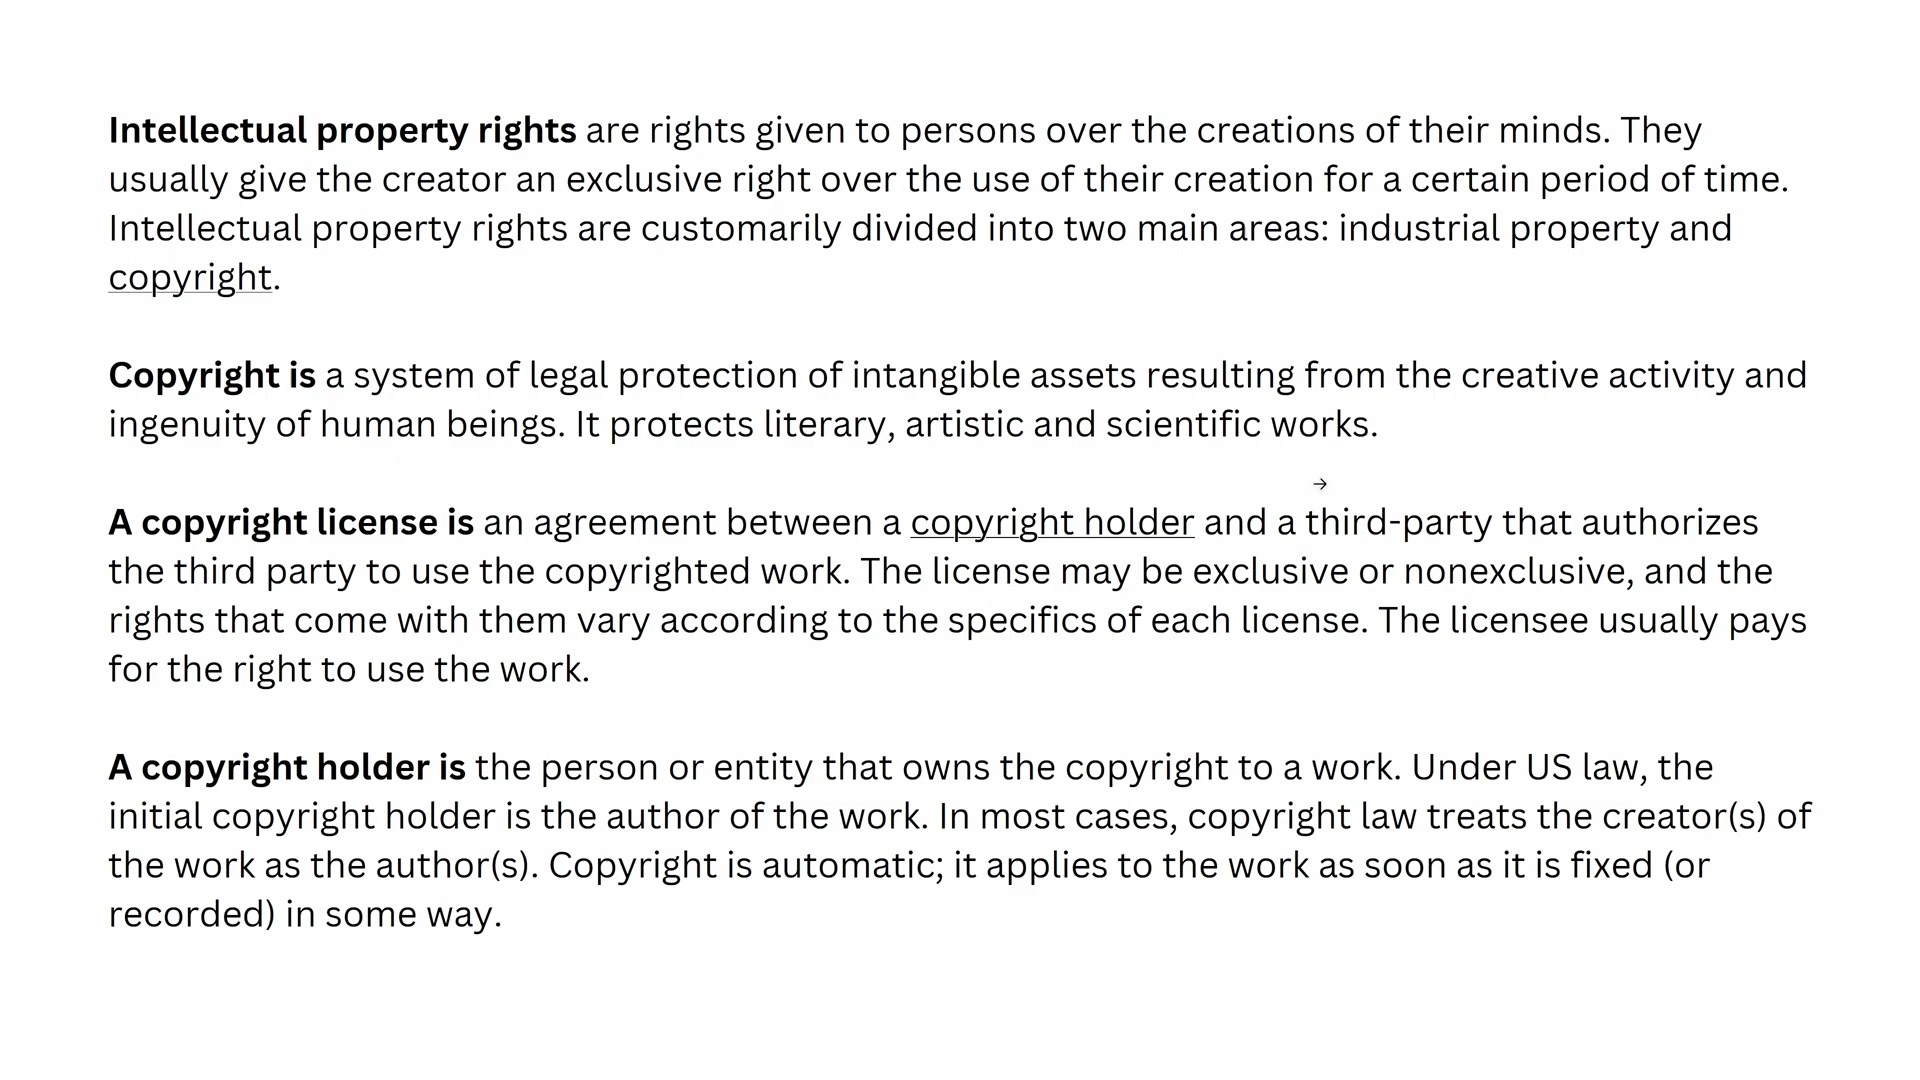 Intellectual property rights are rights given to persons over the creations of their minds. They
usually give the creator an exclusive right over the use of their creation for a certain period of time.
Intellectual property rights are customarily divided into two main areas: industrial property and
copyright.
Copyright is a system of legal protection of intangible assets resulting from the creative activity and
ingenuity of human beings. It protects literary, artistic and scientific works.
→
A copyright license is an agreement between a copyright holder and a third-party that authorizes
the third party to use the copyrighted work. The license may be exclusive or nonexclusive, and the
rights that come with them vary according to the specifics of each license. The licensee usually pays
for the right to use the work.
A copyright holder is the person or entity that owns the copyright to a work. Under US law, the
initial copyright holder is the author of the work. In most cases, copyright law treats the creator(s) of
the work as the author(s). Copyright is automatic; it applies to the work as soon as it is fixed (or
recorded) in some way.